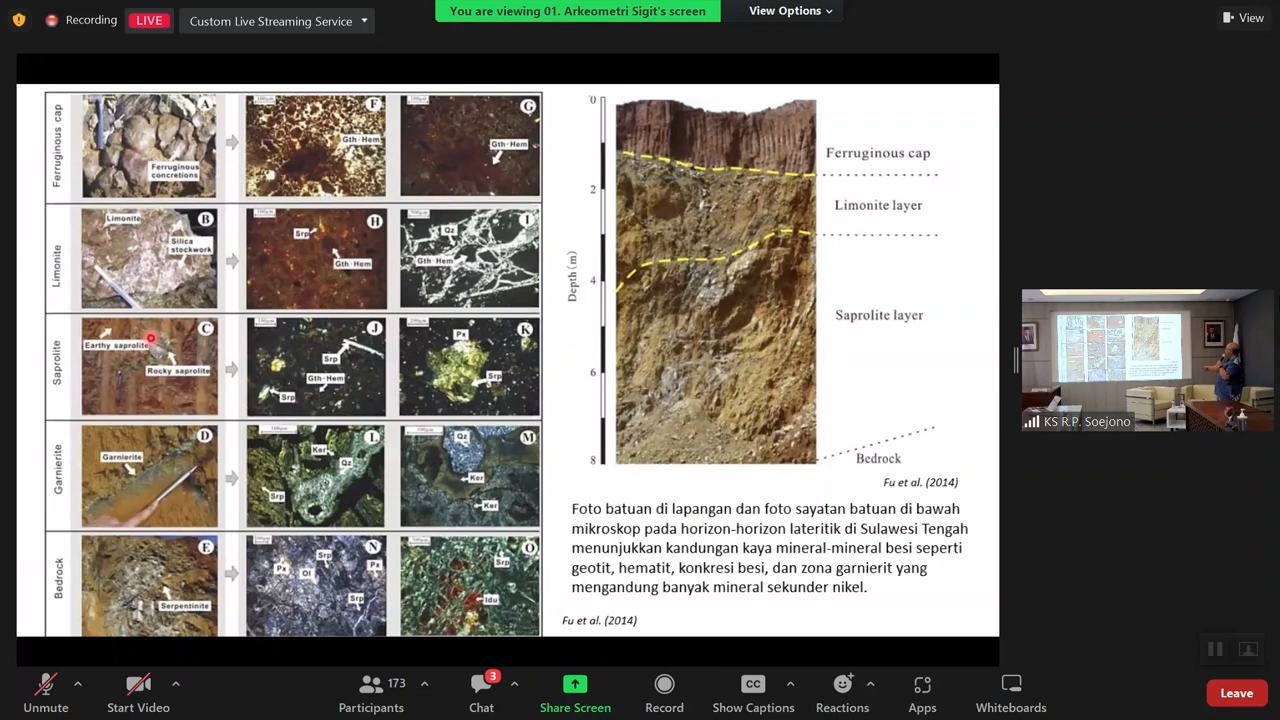 Recording
LIVE
Custom Live Streaming Service
You are viewing 01. Arkeometri Sigit's screen
View Options
View
Ferruginous cap
A
Ferruginous
concretions
F
Gth-Hem
G
Gth-Hem
Limonite
Limonite
B
Silica
stockwork
Srp
H
Gth-Hem
Qz
I
Gth-Hem
Saprolite
C
Earthy saprolite
Rocky saprolite
J
Srp
Gth-Hem
Srp
Px
K
Srp
Garnierite
D
Garnierite
L
Ker
Qz
Srp
Qz
M
Ker
Ker
Bedrock
E
Serpentinite
N
Srp
Px
Ol
Px
Srp
O
Srp
Idu
0
2
4
6
8
Depth (m)
Ferruginous cap
Limonite layer
Saprolite layer
Bedrock
Fu et al. (2014)
Foto batuan di lapangan dan foto sayatan batuan di bawah
mikroskop pada horizon-horizon lateritik di Sulawesi Tengah
menunjukkan kandungan kaya mineral-mineral besi seperti
geotit, hematit, konkresi besi, dan zona garnierit yang
mengandung banyak mineral sekunder nikel.
Fu et al. (2014)
KS R.P. Soejono
Unmute
Start Video
173
Participants
3
Chat
Share Screen
Record
CC
Show Captions
Reactions
Apps
Whiteboards
Leave